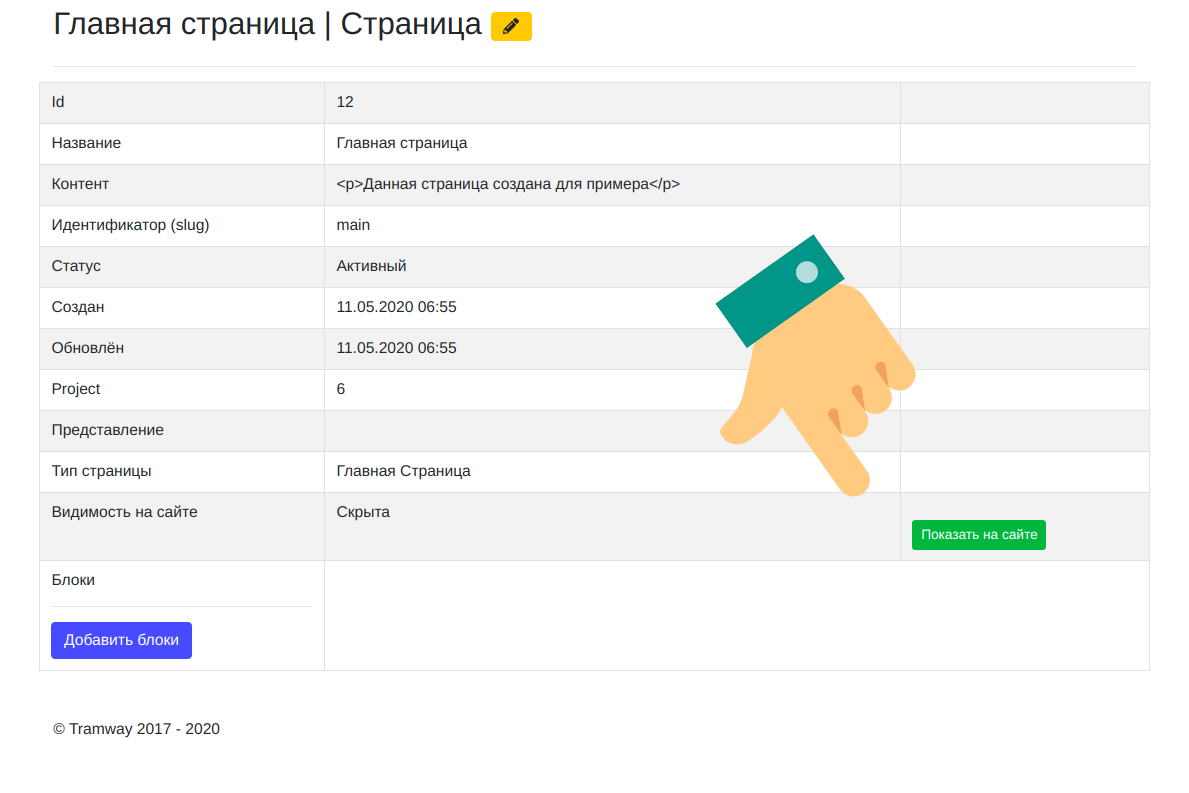 Главная страница | Страница
Id 12
Название Главная страница
Контент <p>Данная страница создана для примера</p>
Идентификатор (slug) main
Статус Активный
Создан 11.05.2020 06:55
Обновлён 11.05.2020 06:55
Project 6
Представление
Тип страницы Главная Страница
Видимость на сайте Скрыта
Показать на сайте
Блоки
Добавить блоки
© Tramway 2017 - 2020